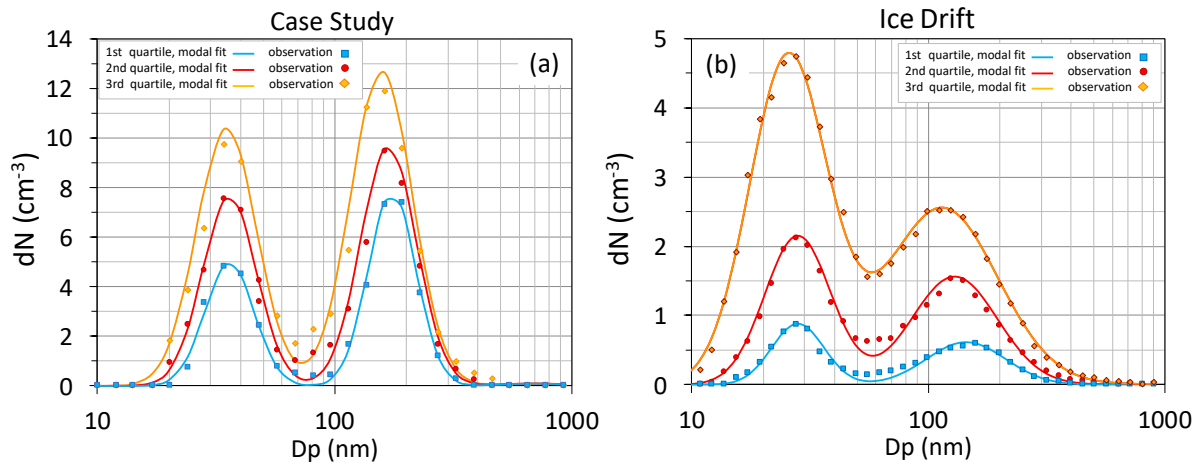 Case Study
14
12
10
8
6
4
2
0
dN (cm-3)
1st quartile, modal fit observation
2nd quartile, modal fit observation
3rd quartile, modal fit observation
(a)
10 100 1000
Dp (nm)
Ice Drift
5
4
3
2
1
0
dN (cm-3)
(b)
1st quartile, modal fit observation
2nd quartile, modal fit observation
3rd quartile, modal fit observation
10 100 1000
Dp (nm)